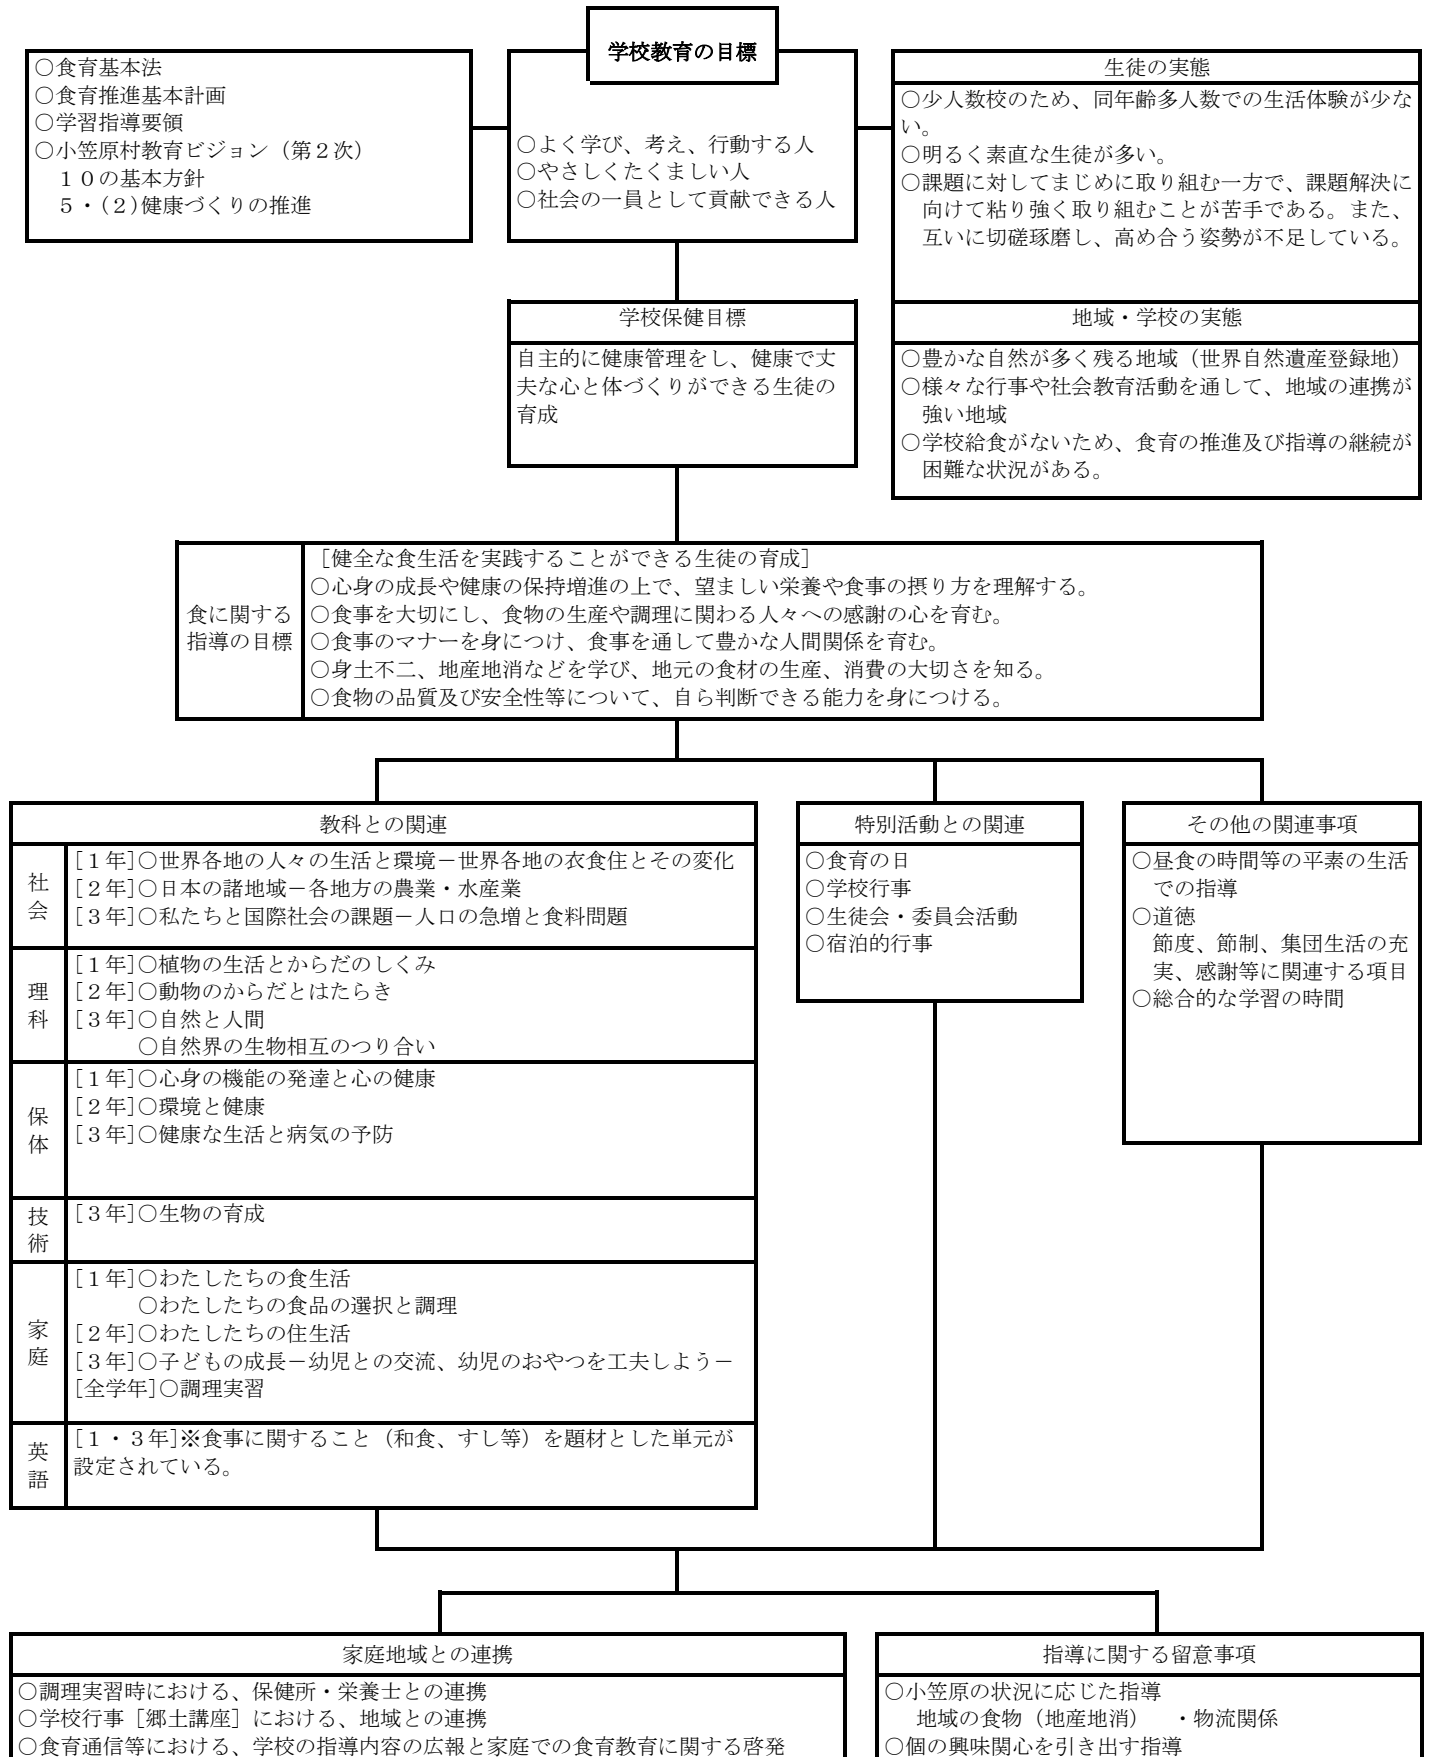 学校教育の目標
○食育基本法
○食育推進基本計画
○学習指導要領
○小笠原村教育ビジョン（第２次）
１０の基本方針
５・(２)健康づくりの推進
○よく学び、考え、行動する人
○やさしくたくましい人
○社会の一員として貢献できる人
生徒の実態
○少人数校のため、同年齢多人数での生活体験が少な
い。
○明るく素直な生徒が多い。
○課題に対してまじめに取り組む一方で、課題解決に
向けて粘り強く取り組むことが苦手である。また、
互いに切磋琢磨し、高め合う姿勢が不足している。
学校保健目標
自主的に健康管理をし、健康で丈
夫な心と体づくりができる生徒の
育成
地域・学校の実態
○豊かな自然が多く残る地域（世界自然遺産登録地）
○様々な行事や社会教育活動を通して、地域の連携が
強い地域
○学校給食がないため、食育の推進及び指導の継続が
困難な状況がある。
食に関する
指導の目標
［健全な食生活を実践することができる生徒の育成］
○心身の成長や健康の保持増進の上で、望ましい栄養や食事の摂り方を理解する。
○食事を大切にし、食物の生産や調理に関わる人々への感謝の心を育む。
○食事のマナーを身につけ、食事を通して豊かな人間関係を育む。
○身土不二、地産地消などを学び、地元の食材の生産、消費の大切さを知る。
○食物の品質及び安全性等について、自ら判断できる能力を身につける。
教科との関連
社会
[１年]○世界各地の人々の生活と環境－世界各地の衣食住とその変化
[２年]○日本の諸地域－各地方の農業・水産業
[３年]○私たちと国際社会の課題－人口の急増と食料問題
理科
[１年]○植物の生活とからだのしくみ
[２年]○動物のからだとはたらき
[３年]○自然と人間
○自然界の生物相互のつり合い
保体
[１年]○心身の機能の発達と心の健康
[２年]○環境と健康
[３年]○健康な生活と病気の予防
技術
[３年]○生物の育成
家庭
[１年]○わたしたちの食生活
○わたしたちの食品の選択と調理
[２年]○わたしたちの住生活
[３年]○子どもの成長－幼児との交流、幼児のおやつを工夫しよう－
[全学年]○調理実習
英語
[１・３年]※食事に関すること（和食、すし等）を題材とした単元が
設定されている。
特別活動との関連
○食育の日
○学校行事
○生徒会・委員会活動
○宿泊的行事
その他の関連事項
○昼食の時間等の平素の生活
での指導
○道徳
節度、節制、集団生活の充
実、感謝等に関連する項目
○総合的な学習の時間
家庭地域との連携
○調理実習時における、保健所・栄養士との連携
○学校行事［郷土講座］における、地域との連携
○食育通信等における、学校の指導内容の広報と家庭での食育教育に関する啓発
指導に関する留意事項
○小笠原の状況に応じた指導
地域の食物（地産地消）　・物流関係
○個の興味関心を引き出す指導